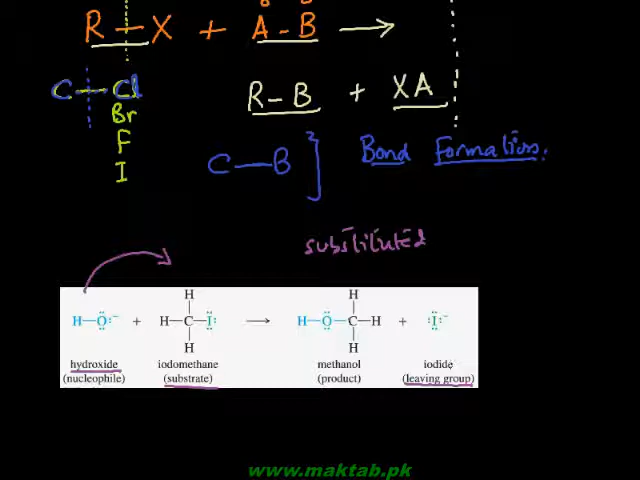 R - X + A - B →
C - Cl
Br
F
I
R - B + XA
C - B ] Bond Formation.
substituted
H H
H—Ö:⁻ + H—C—Ï: → H—Ö—C—H + :Ï:⁻
H H
hydroxide iodomethane methanol iodide
(nucleophile) (substrate) (product) (leaving group)
www.maktab.pk